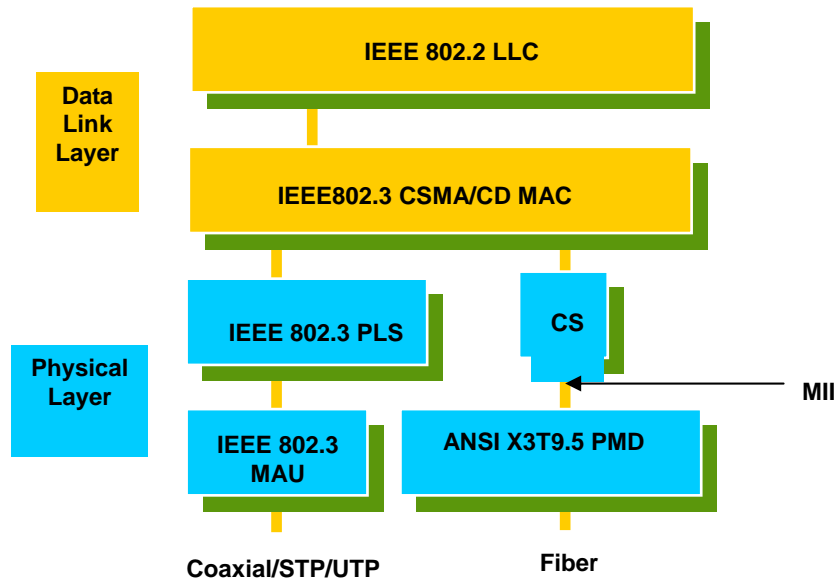 IEEE 802.2 LLC
Data
Link
Layer
IEEE802.3 CSMA/CD MAC
IEEE 802.3 PLS
CS
Physical
Layer
MII
IEEE 802.3
MAU
ANSI X3T9.5 PMD
Coaxial/STP/UTP
Fiber